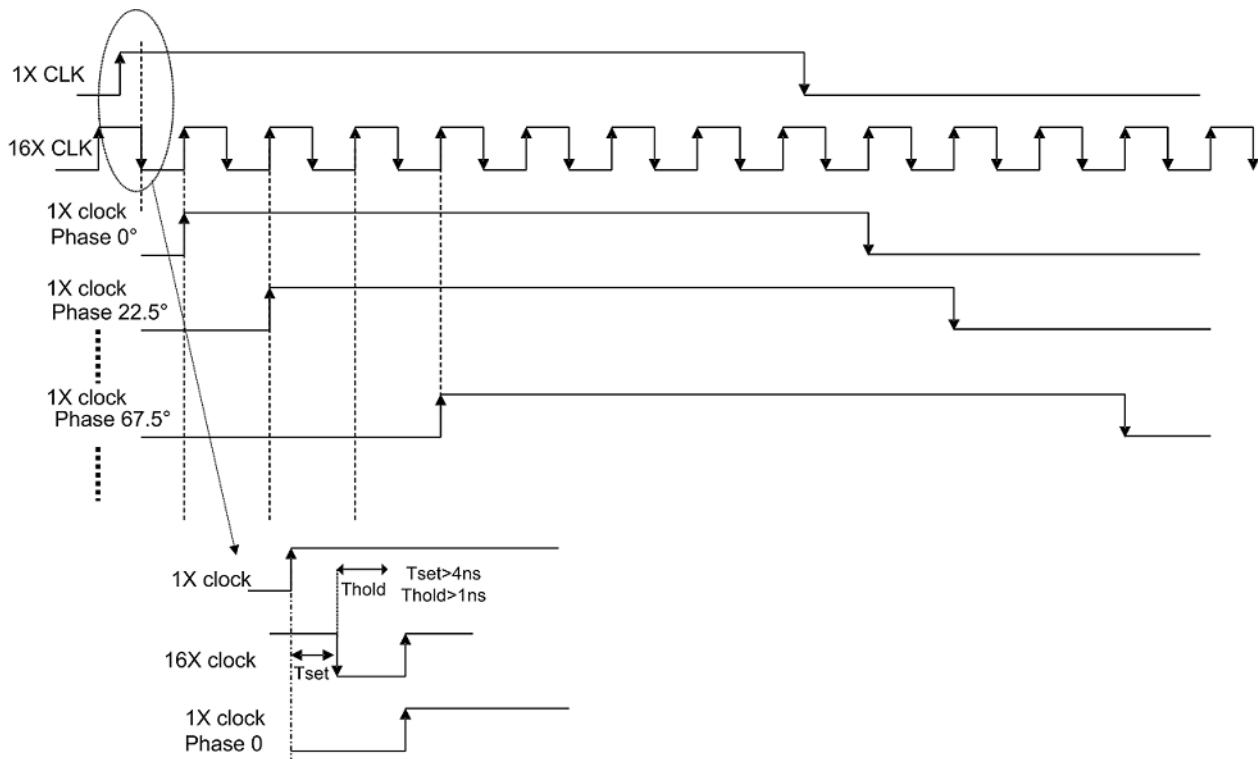 1X CLK
16X CLK
1X clock
Phase 0°
1X clock
Phase 22.5°
1X clock
Phase 67.5°
1X clock
Thold
Tset>4ns
Thold>1ns
16X clock
Tset
1X clock
Phase 0